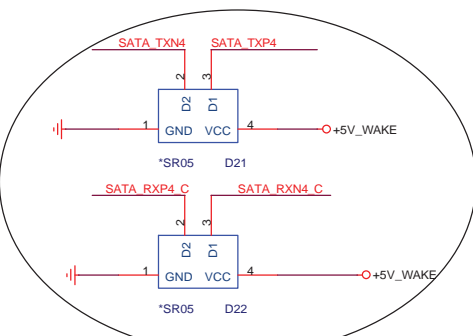 SATA_TXN4 SATA_TXP4
2 3
D2 D1
1 GND VCC 4 +5V_WAKE
*SR05 D21
SATA_RXP4_C SATA_RXN4_C
2 3
D2 D1
1 GND VCC 4 +5V_WAKE
*SR05 D22